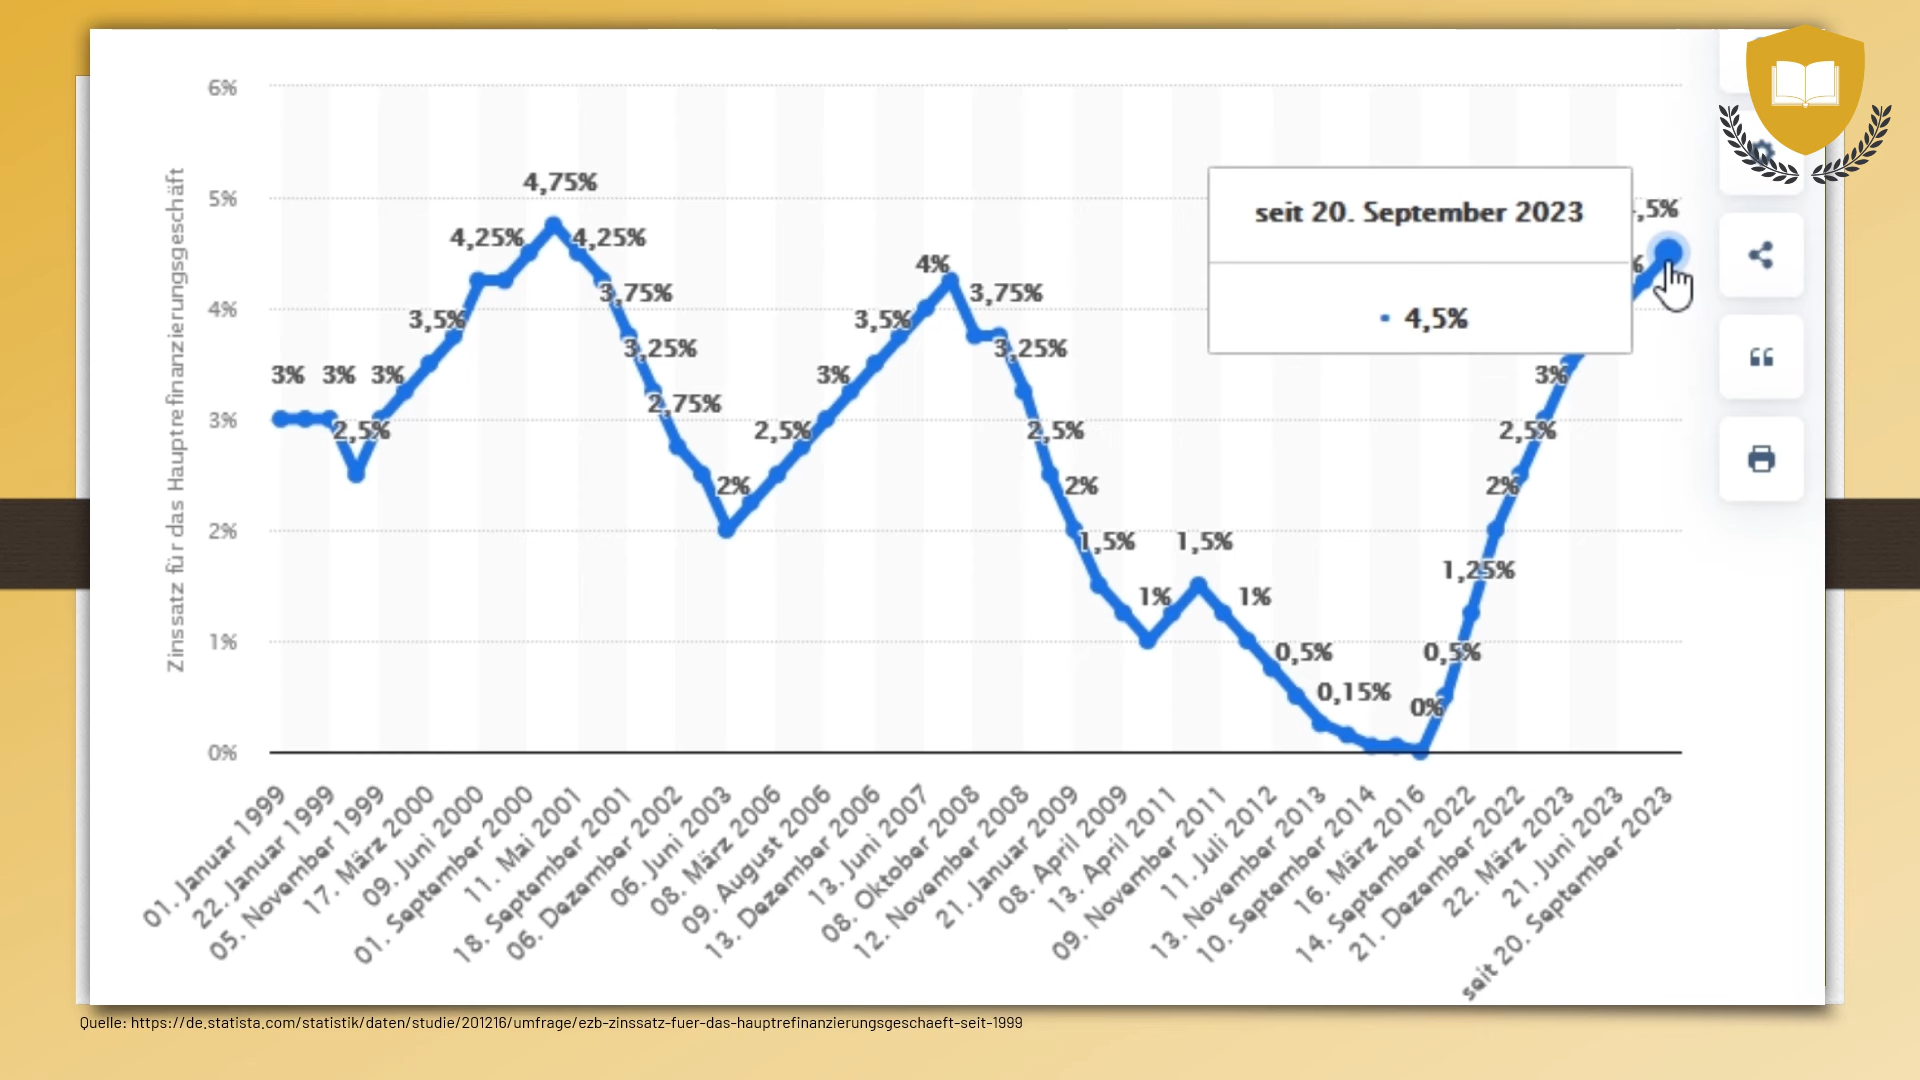 6%
5%
4%
3%
2%
1%
0%
Zinssatz für das Hauptrefinanzierungsgeschäft
3%
3%
3%
2,5%
3,5%
4,25%
4,75%
4,25%
3,75%
3,25%
2,75%
2%
2,5%
3%
3,5%
4%
3,75%
3,25%
2,5%
2%
1,5%
1%
1,5%
1%
0,5%
0,15%
0%
0,5%
1,25%
2%
2,5%
3%
%
,5%
seit 20. September 2023
4,5%
01. Januar 1999
22. Januar 1999
05. November 1999
17. März 2000
09. Juni 2000
01. September 2000
11. Mai 2001
18. September 2001
06. Dezember 2002
06. Juni 2003
08. März 2006
09. August 2006
13. Dezember 2006
13. Juni 2007
08. Oktober 2008
12. November 2008
21. Januar 2009
08. April 2009
13. April 2011
09. November 2011
11. Juli 2012
13. November 2013
10. September 2014
16. März 2016
14. September 2022
21. Dezember 2022
22. März 2023
21. Juni 2023
seit 20. September 2023
Quelle: https://de.statista.com/statistik/daten/studie/201216/umfrage/ezb-zinssatz-fuer-das-hauptrefinanzierungsgeschaeft-seit-1999